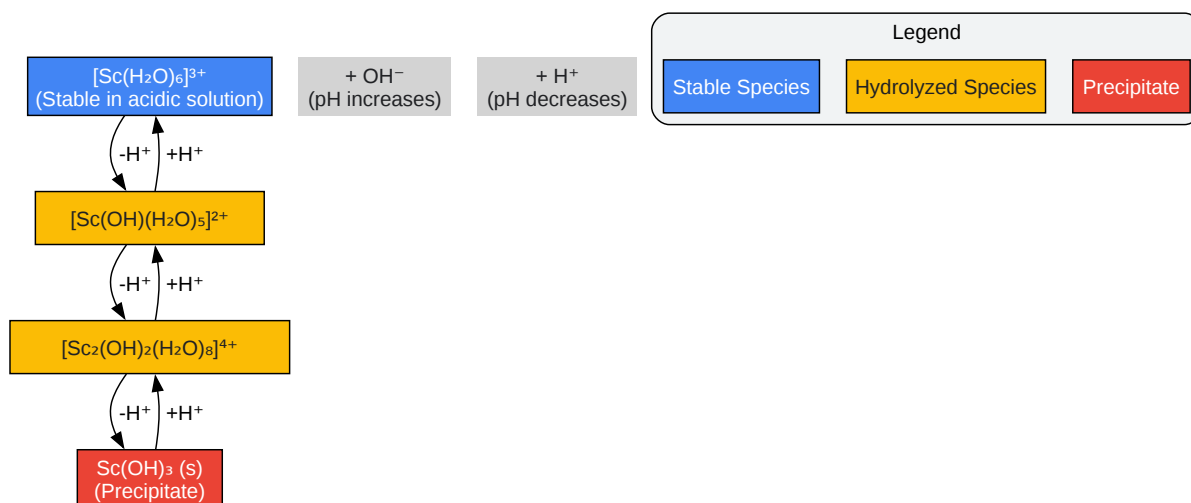 Legend
[Sc(H₂O)₆]³⁺
(Stable in acidic solution)
+ OH⁻
(pH increases)
+ H⁺
(pH decreases)
Stable Species
Hydrolyzed Species
Precipitate
-H⁺
+H⁺
[Sc(OH)(H₂O)₅]²⁺
-H⁺
+H⁺
[Sc₂(OH)₂(H₂O)₈]⁴⁺
-H⁺
+H⁺
Sc(OH)₃ (s)
(Precipitate)